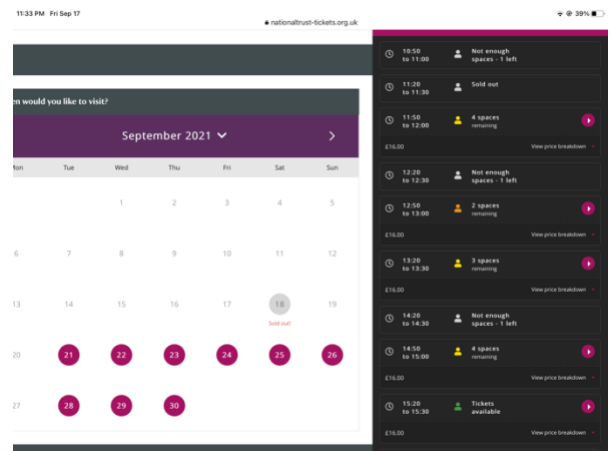 11:33 PM Fri Sep 17
nationaltrust-tickets.org.uk
39%
en would you like to visit?
September 2021
Mon Tue Wed Thu Fri Sat Sun
1 2 3 4 5
6 7 8 9 10 11 12
13 14 15 16 17 18 19
Sold out!
20 21 22 23 24 25 26
27 28 29 30
10:50 Not enough
to 11:00 spaces - 1 left
11:20 Sold out
to 11:30
11:50 4 spaces
to 12:00 remaining
£16.00 View price breakdown
12:20 Not enough
to 12:30 spaces - 1 left
12:50 2 spaces
to 13:00 remaining
£16.00 View price breakdown
13:20 3 spaces
to 13:30 remaining
£16.00 View price breakdown
14:20 Not enough
to 14:30 spaces - 1 left
14:50 4 spaces
to 15:00 remaining
£16.00 View price breakdown
15:20 Tickets
to 15:30 available
£16.00 View price breakdown